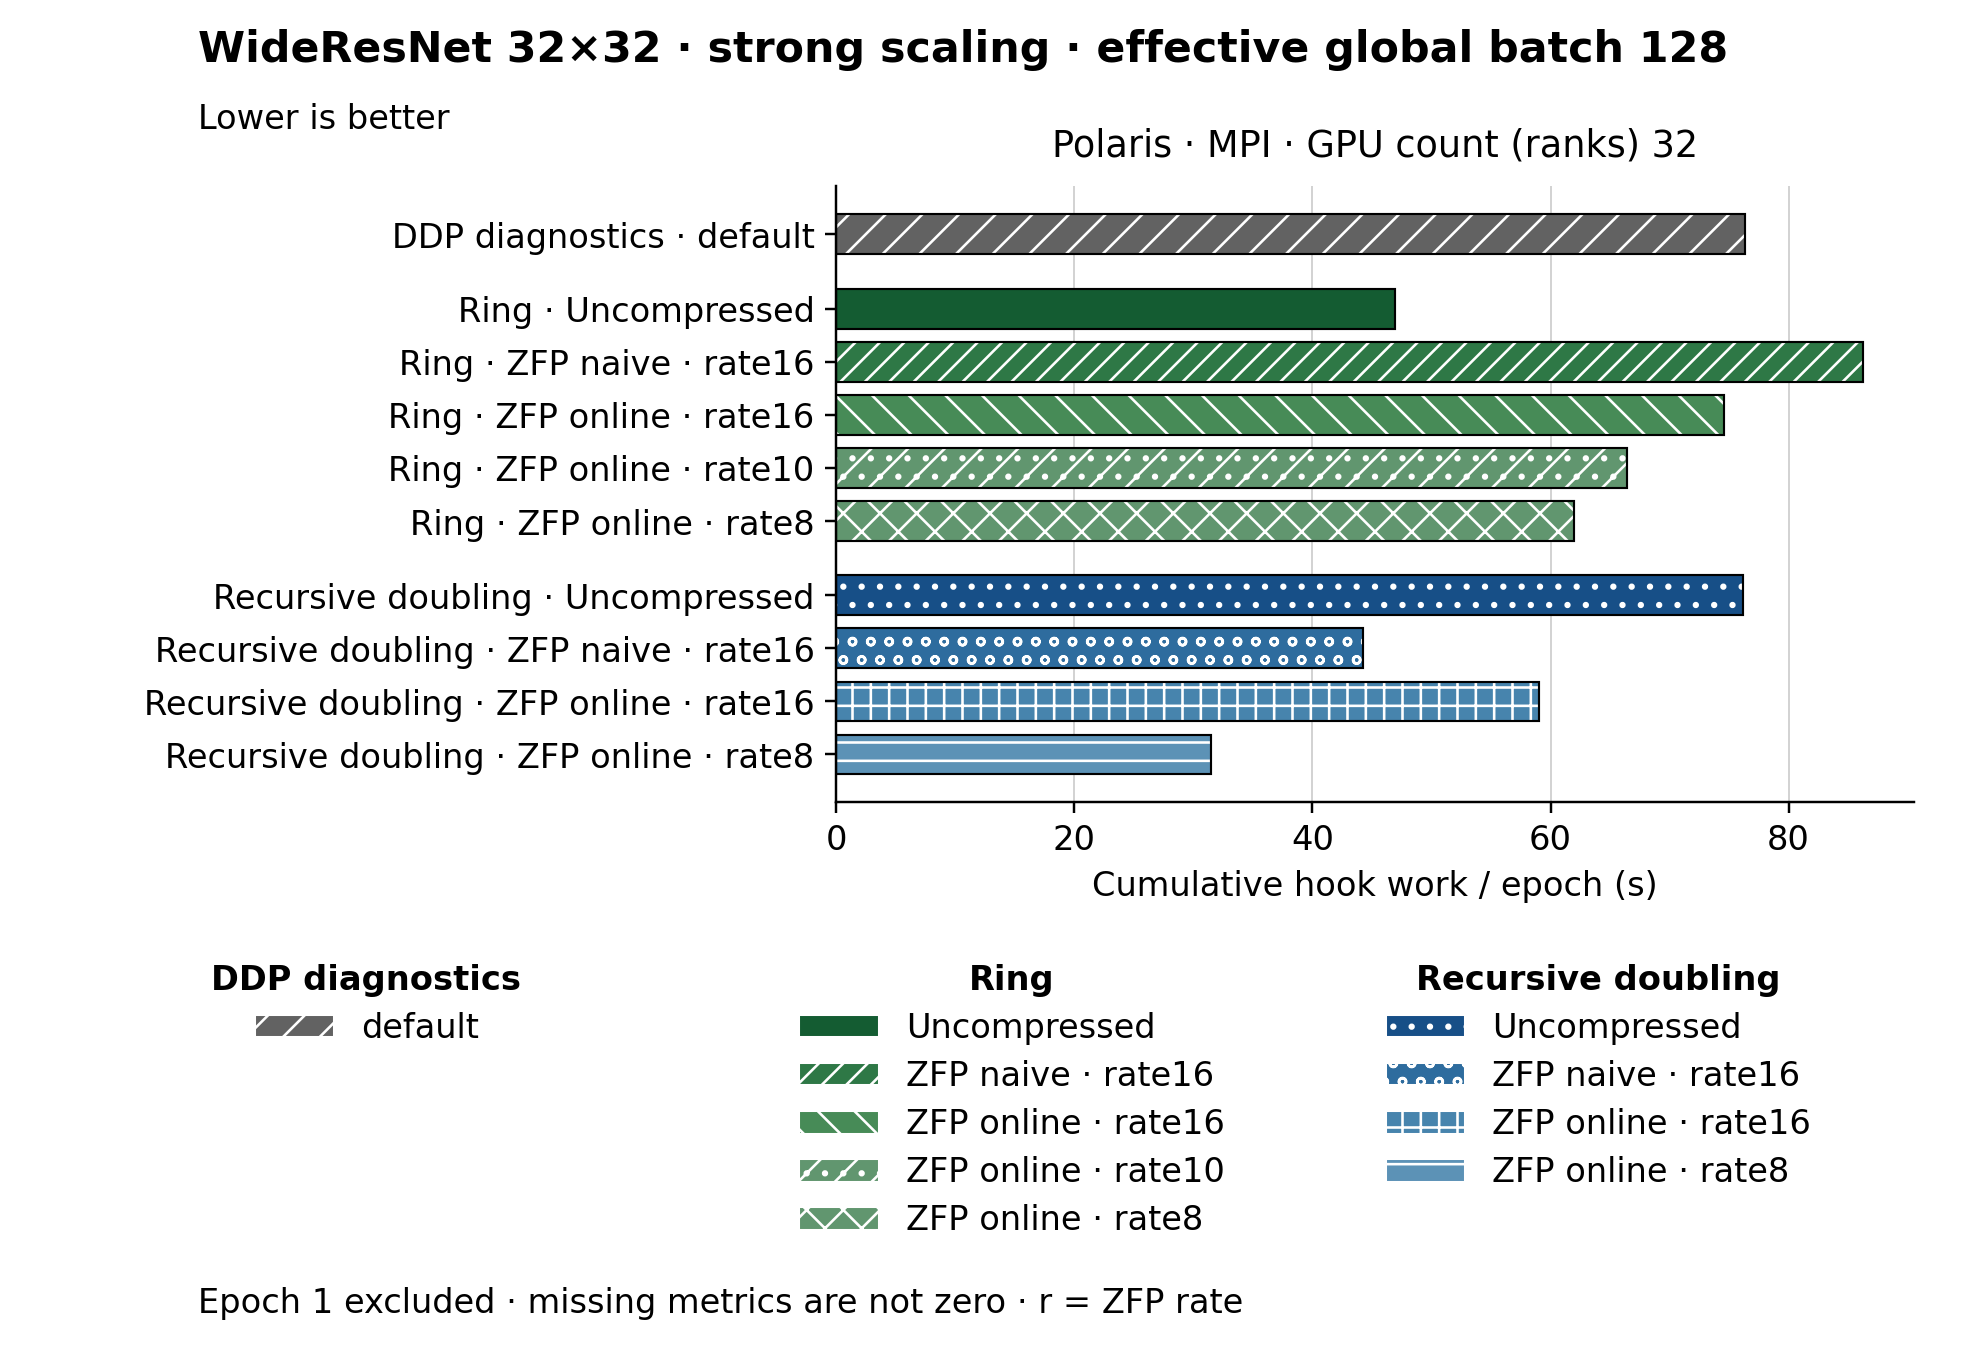 WideResNet 32×32 · strong scaling · effective global batch 128
Lower is better
Polaris · MPI · GPU count (ranks) 32
DDP diagnostics · default
Ring · Uncompressed
Ring · ZFP naive · rate16
Ring · ZFP online · rate16
Ring · ZFP online · rate10
Ring · ZFP online · rate8
Recursive doubling · Uncompressed
Recursive doubling · ZFP naive · rate16
Recursive doubling · ZFP online · rate16
Recursive doubling · ZFP online · rate8
0 20 40 60 80
Cumulative hook work / epoch (s)
DDP diagnostics
default
Ring
Uncompressed
ZFP naive · rate16
ZFP online · rate16
ZFP online · rate10
ZFP online · rate8
Recursive doubling
Uncompressed
ZFP naive · rate16
ZFP online · rate16
ZFP online · rate8
Epoch 1 excluded · missing metrics are not zero · r = ZFP rate